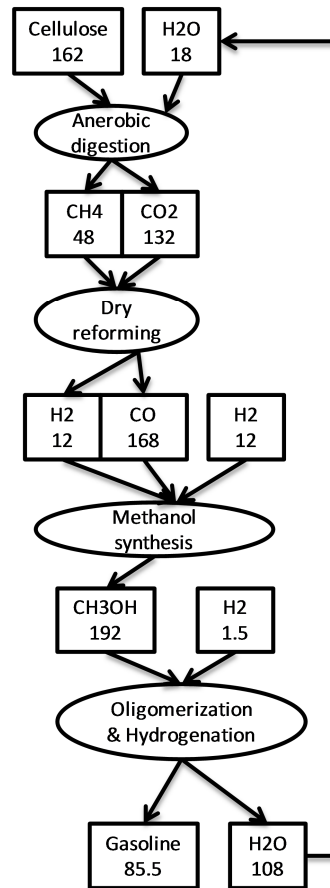 Cellulose
162
H2O
18
Anerobic
digestion
CH4
48
CO2
132
Dry
reforming
H2
12
CO
168
H2
12
Methanol
synthesis
CH3OH
192
H2
1.5
Oligomerization
& Hydrogenation
Gasoline
85.5
H2O
108